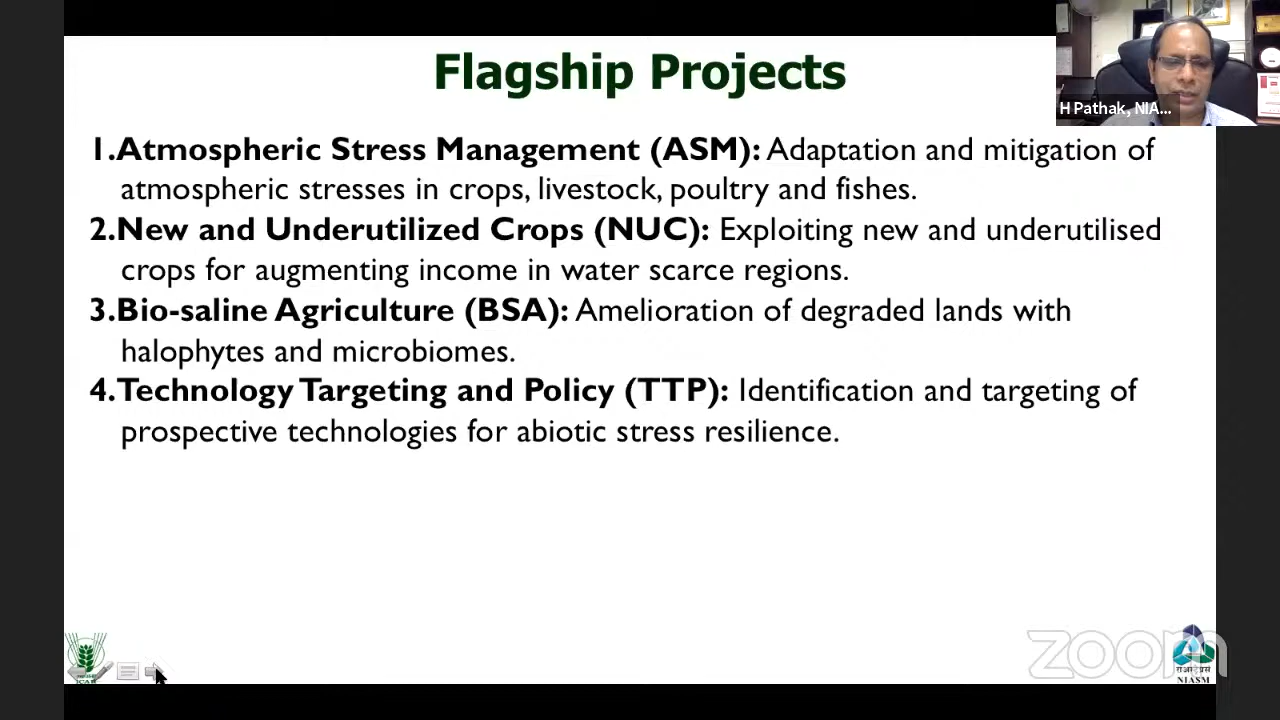 Flagship Projects
H Pathak, NIA...
1.Atmospheric Stress Management (ASM): Adaptation and mitigation of
atmospheric stresses in crops, livestock, poultry and fishes.
2.New and Underutilized Crops (NUC): Exploiting new and underutilised
crops for augmenting income in water scarce regions.
3.Bio-saline Agriculture (BSA): Amelioration of degraded lands with
halophytes and microbiomes.
4.Technology Targeting and Policy (TTP): Identification and targeting of
prospective technologies for abiotic stress resilience.
ICAR
zoom
NIASM